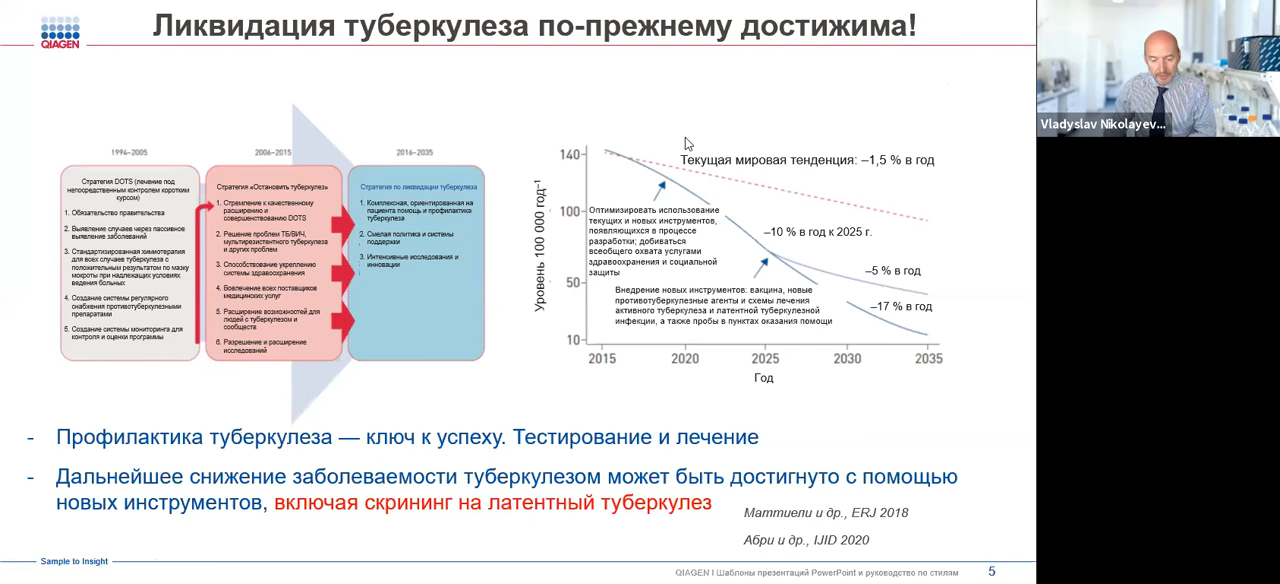 Ликвидация туберкулеза по-прежнему достижима!
QIAGEN
Vladyslav Nikolayev...
1994–2005
2006–2015
2016–2035
Стратегия DOTS (лечение под
непосредственным контролем коротким
курсом)
1. Обязательство правительства
2. Выявление случаев через пассивное
выявление заболеваний
3. Стандартизированная химиотерапия
для всех случаев туберкулеза с
положительным результатом по мазку
мокроты при надлежащих условиях
ведения больных
4. Создание системы регулярного
снабжения противотуберкулезными
препаратами
5. Создание системы мониторинга для
контроля и оценки программы
Стратегия «Остановить туберкулез»
1. Стремление к качественному
расширению и
совершенствованию DOTS
2. Решение проблем ТБ/ВИЧ,
мультирезистентного туберкулеза
и других проблем
3. Способствовать укреплению
системы здравоохранения
4. Вовлечение всех поставщиков
медицинских услуг
5. Расширение возможностей для
людей с туберкулезом и
сообществ
6. Разрешение и расширение
исследований
Стратегия по ликвидации туберкулеза
1. Комплексная, ориентированная на
пациента помощь и профилактика
туберкулеза
2. Смелая политика и системы
поддержки
3. Интенсивные исследования и
инновации
Уровень 100 000 год⁻¹
140
100
50
10
Текущая мировая тенденция: –1,5 % в год
Оптимизировать использование
текущих и новых инструментов,
появляющихся в процессе
разработки; добиваться
всеобщего охвата услугами
здравоохранения и социальной
защиты
–10 % в год к 2025 г.
–5 % в год
Внедрение новых инструментов: вакцина, новые
противотуберкулезные агенты и схемы лечения
активного туберкулеза и латентной туберкулезной
инфекции, а также пробы в пунктах оказания помощи
–17 % в год
2015 2020 2025 2030 2035
Год
- Профилактика туберкулеза — ключ к успеху. Тестирование и лечение
- Дальнейшее снижение заболеваемости туберкулезом может быть достигнуто с помощью
новых инструментов, включая скрининг на латентный туберкулез
Маттиели и др., ERJ 2018
Абри и др., IJID 2020
Sample to Insight
QIAGEN I Шаблоны презентаций PowerPoint и руководство по стилям 5